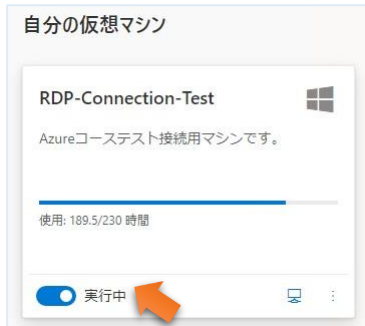 自分の仮想マシン
RDP-Connection-Test
Azureコーステスト接続用マシンです。
使用: 189.5/230 時間
実行中